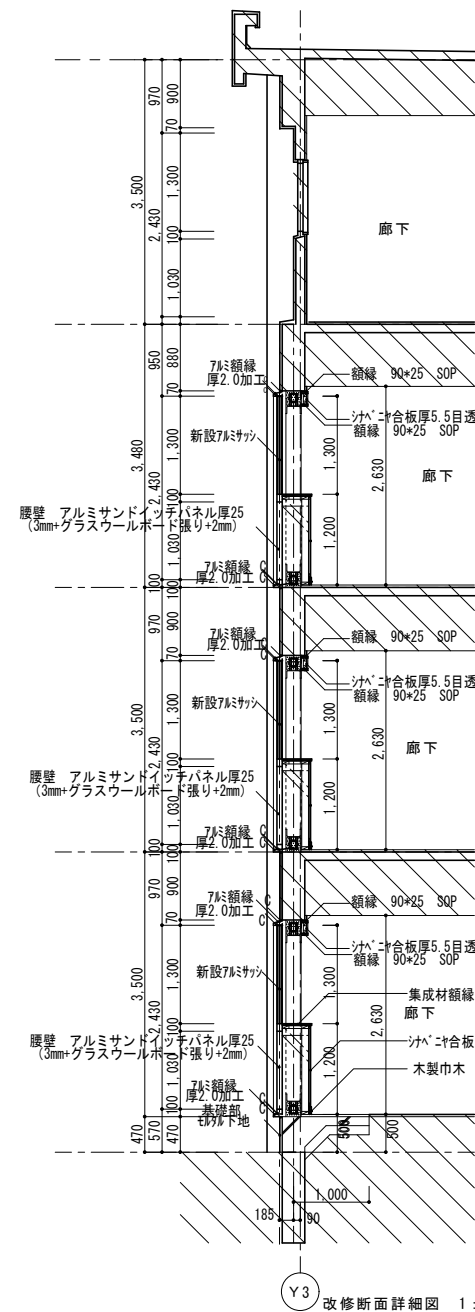 970
900
70
3,500
1,300
2,430
100
1,030
廊下
950
880
70
3,480
1,300
2,430
100
1,030
100
100
アルミ額縁
厚2.0加工
新設アルミサッシ
腰壁 アルミサンドイッチパネル厚25
(3mm+グラスウールボード張り+2mm)
アルミ額縁 C
厚2.0加工 C
額縁 90*25 SOP
シナベニヤ合板厚5.5目透
額縁 90*25 SOP
1,300
2,630
廊下
1,200
970
900
70
3,500
1,300
2,430
100
1,030
100
100
アルミ額縁
厚2.0加工
新設アルミサッシ
腰壁 アルミサンドイッチパネル厚25
(3mm+グラスウールボード張り+2mm)
アルミ額縁 C
厚2.0加工 C
額縁 90*25 SOP
シナベニヤ合板厚5.5目透
額縁 90*25 SOP
1,300
2,630
廊下
1,200
970
900
70
3,500
1,300
2,430
100
1,030
100
アルミ額縁
厚2.0加工 C
新設アルミサッシ
腰壁 アルミサンドイッチパネル厚25
(3mm+グラスウールボード張り+2mm)
アルミ額縁
厚2.0加工 C
基礎部
モルタル下地
額縁 90*25 SOP
シナベニヤ合板厚5.5目透
額縁 90*25 SOP
1,300
集成材額縁
2,630
廊下
シナベニヤ合板
1,200
木製巾木
470
570
470
500
500
1,000
185
90
Y3
改修断面詳細図 1: